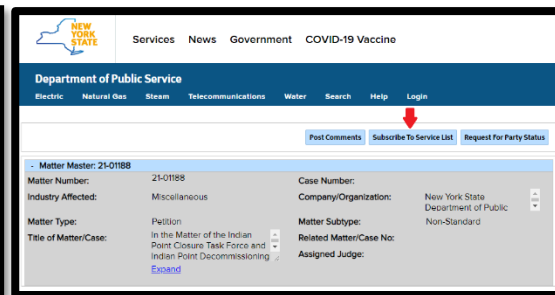 NEW
YORK
STATE
Services News Government COVID-19 Vaccine
Department of Public Service
Electric Natural Gas Steam Telecommunications Water Search Help Login
Post Comments Subscribe To Service List Request For Party Status
- Matter Master: 21-01188
Matter Number: 21-01188 Case Number:
Industry Affected: Miscellaneous Company/Organization: New York State
Department of Public
Matter Type: Petition Matter Subtype: Non-Standard
Title of Matter/Case: In the Matter of the Indian Related Matter/Case No:
Point Closure Task Force and
Indian Point Decommissioning Assigned Judge:
Expand